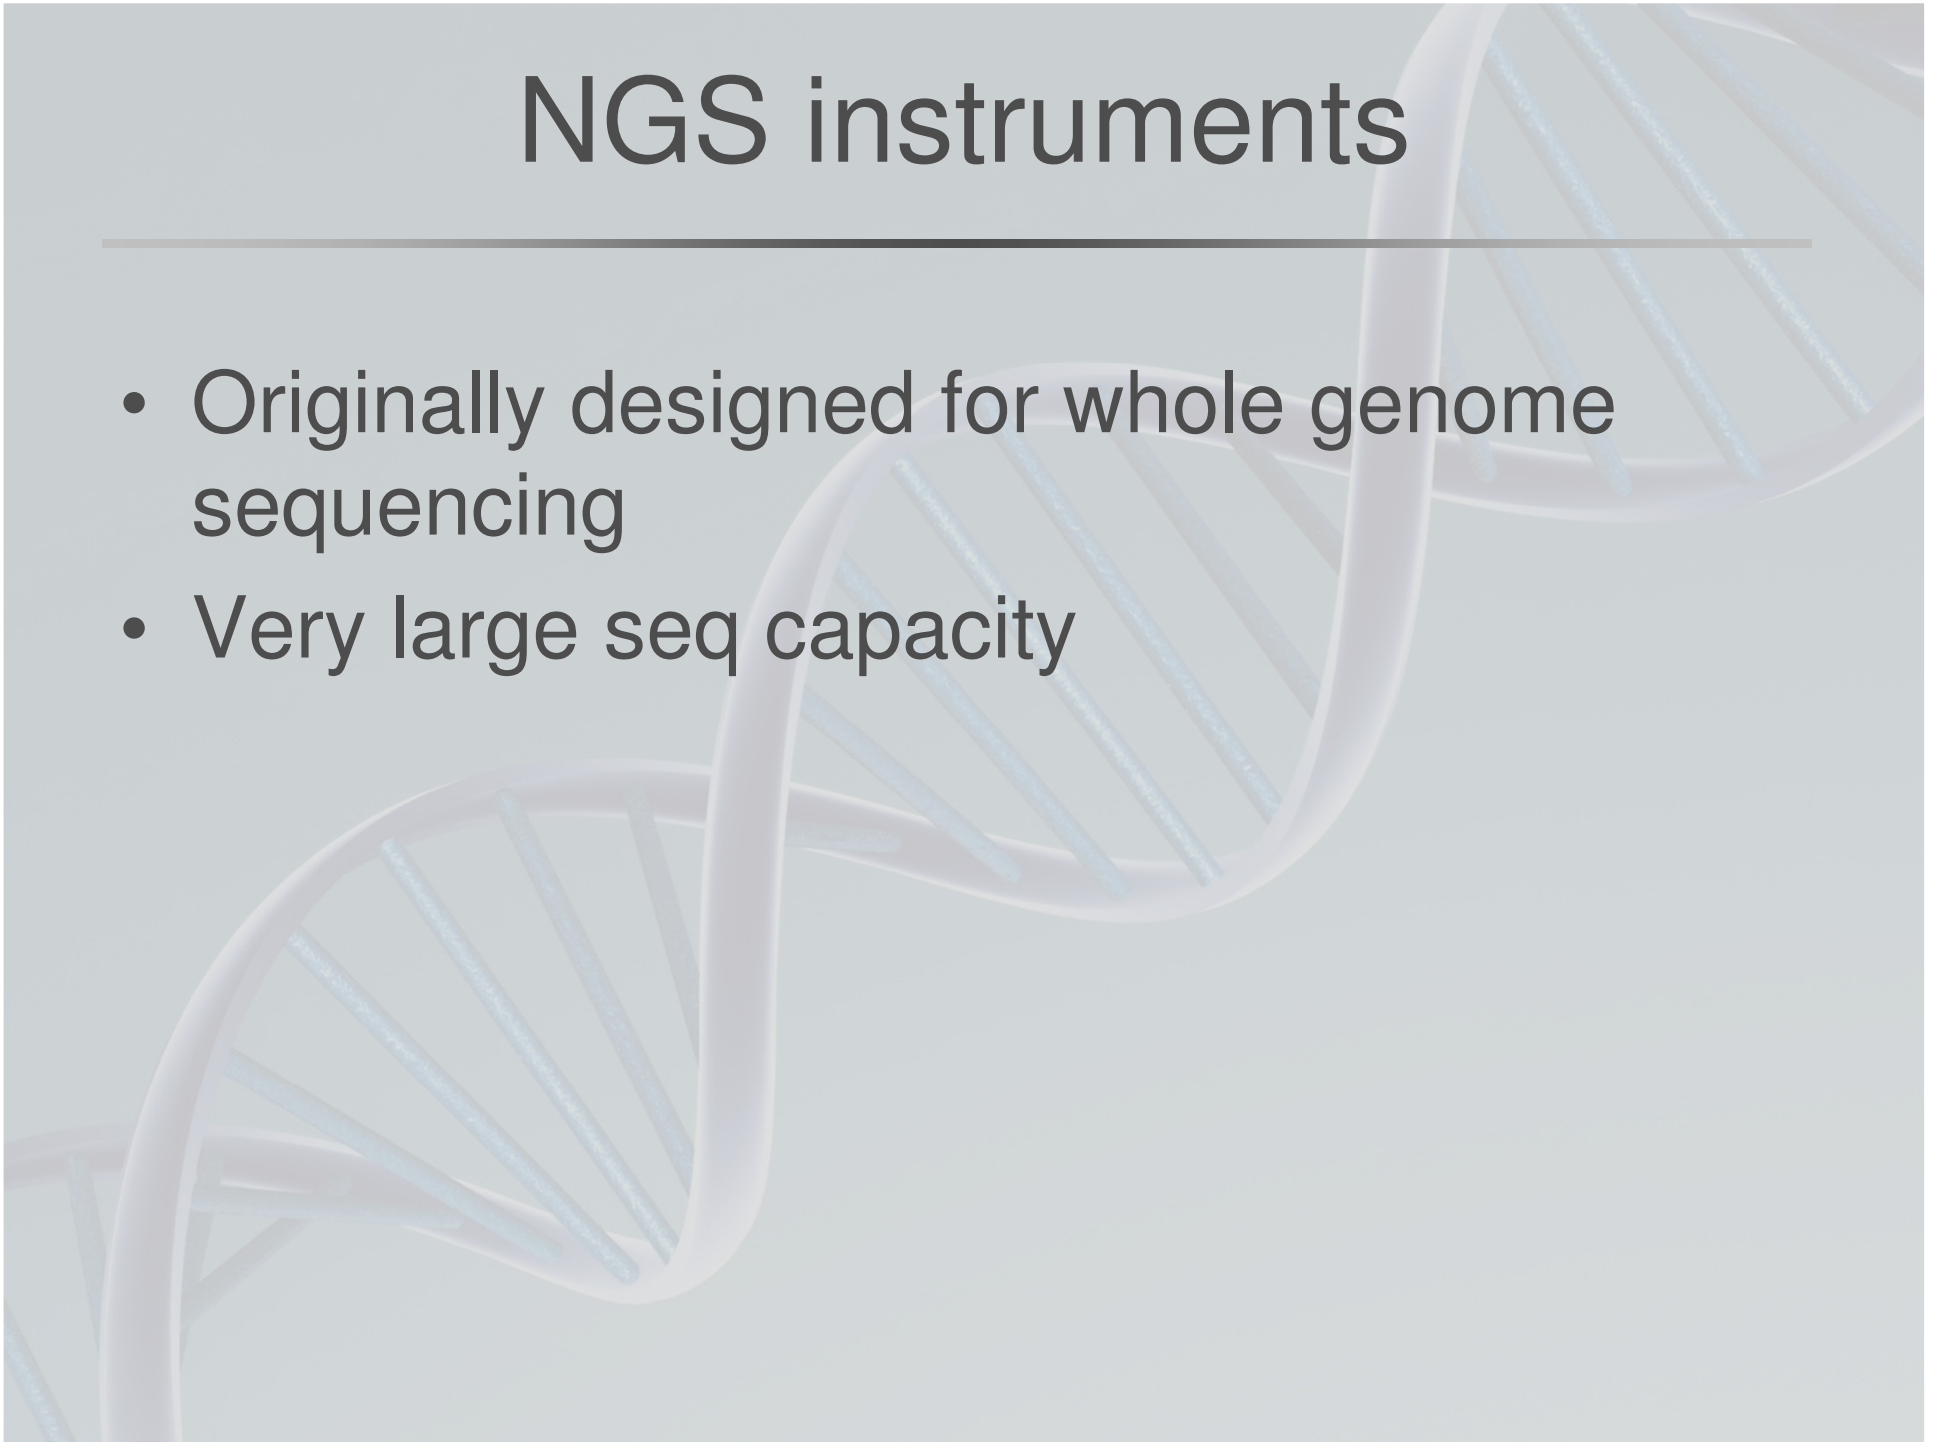 NGS instruments
• Originally designed for whole genome
sequencing
• Very large seq capacity